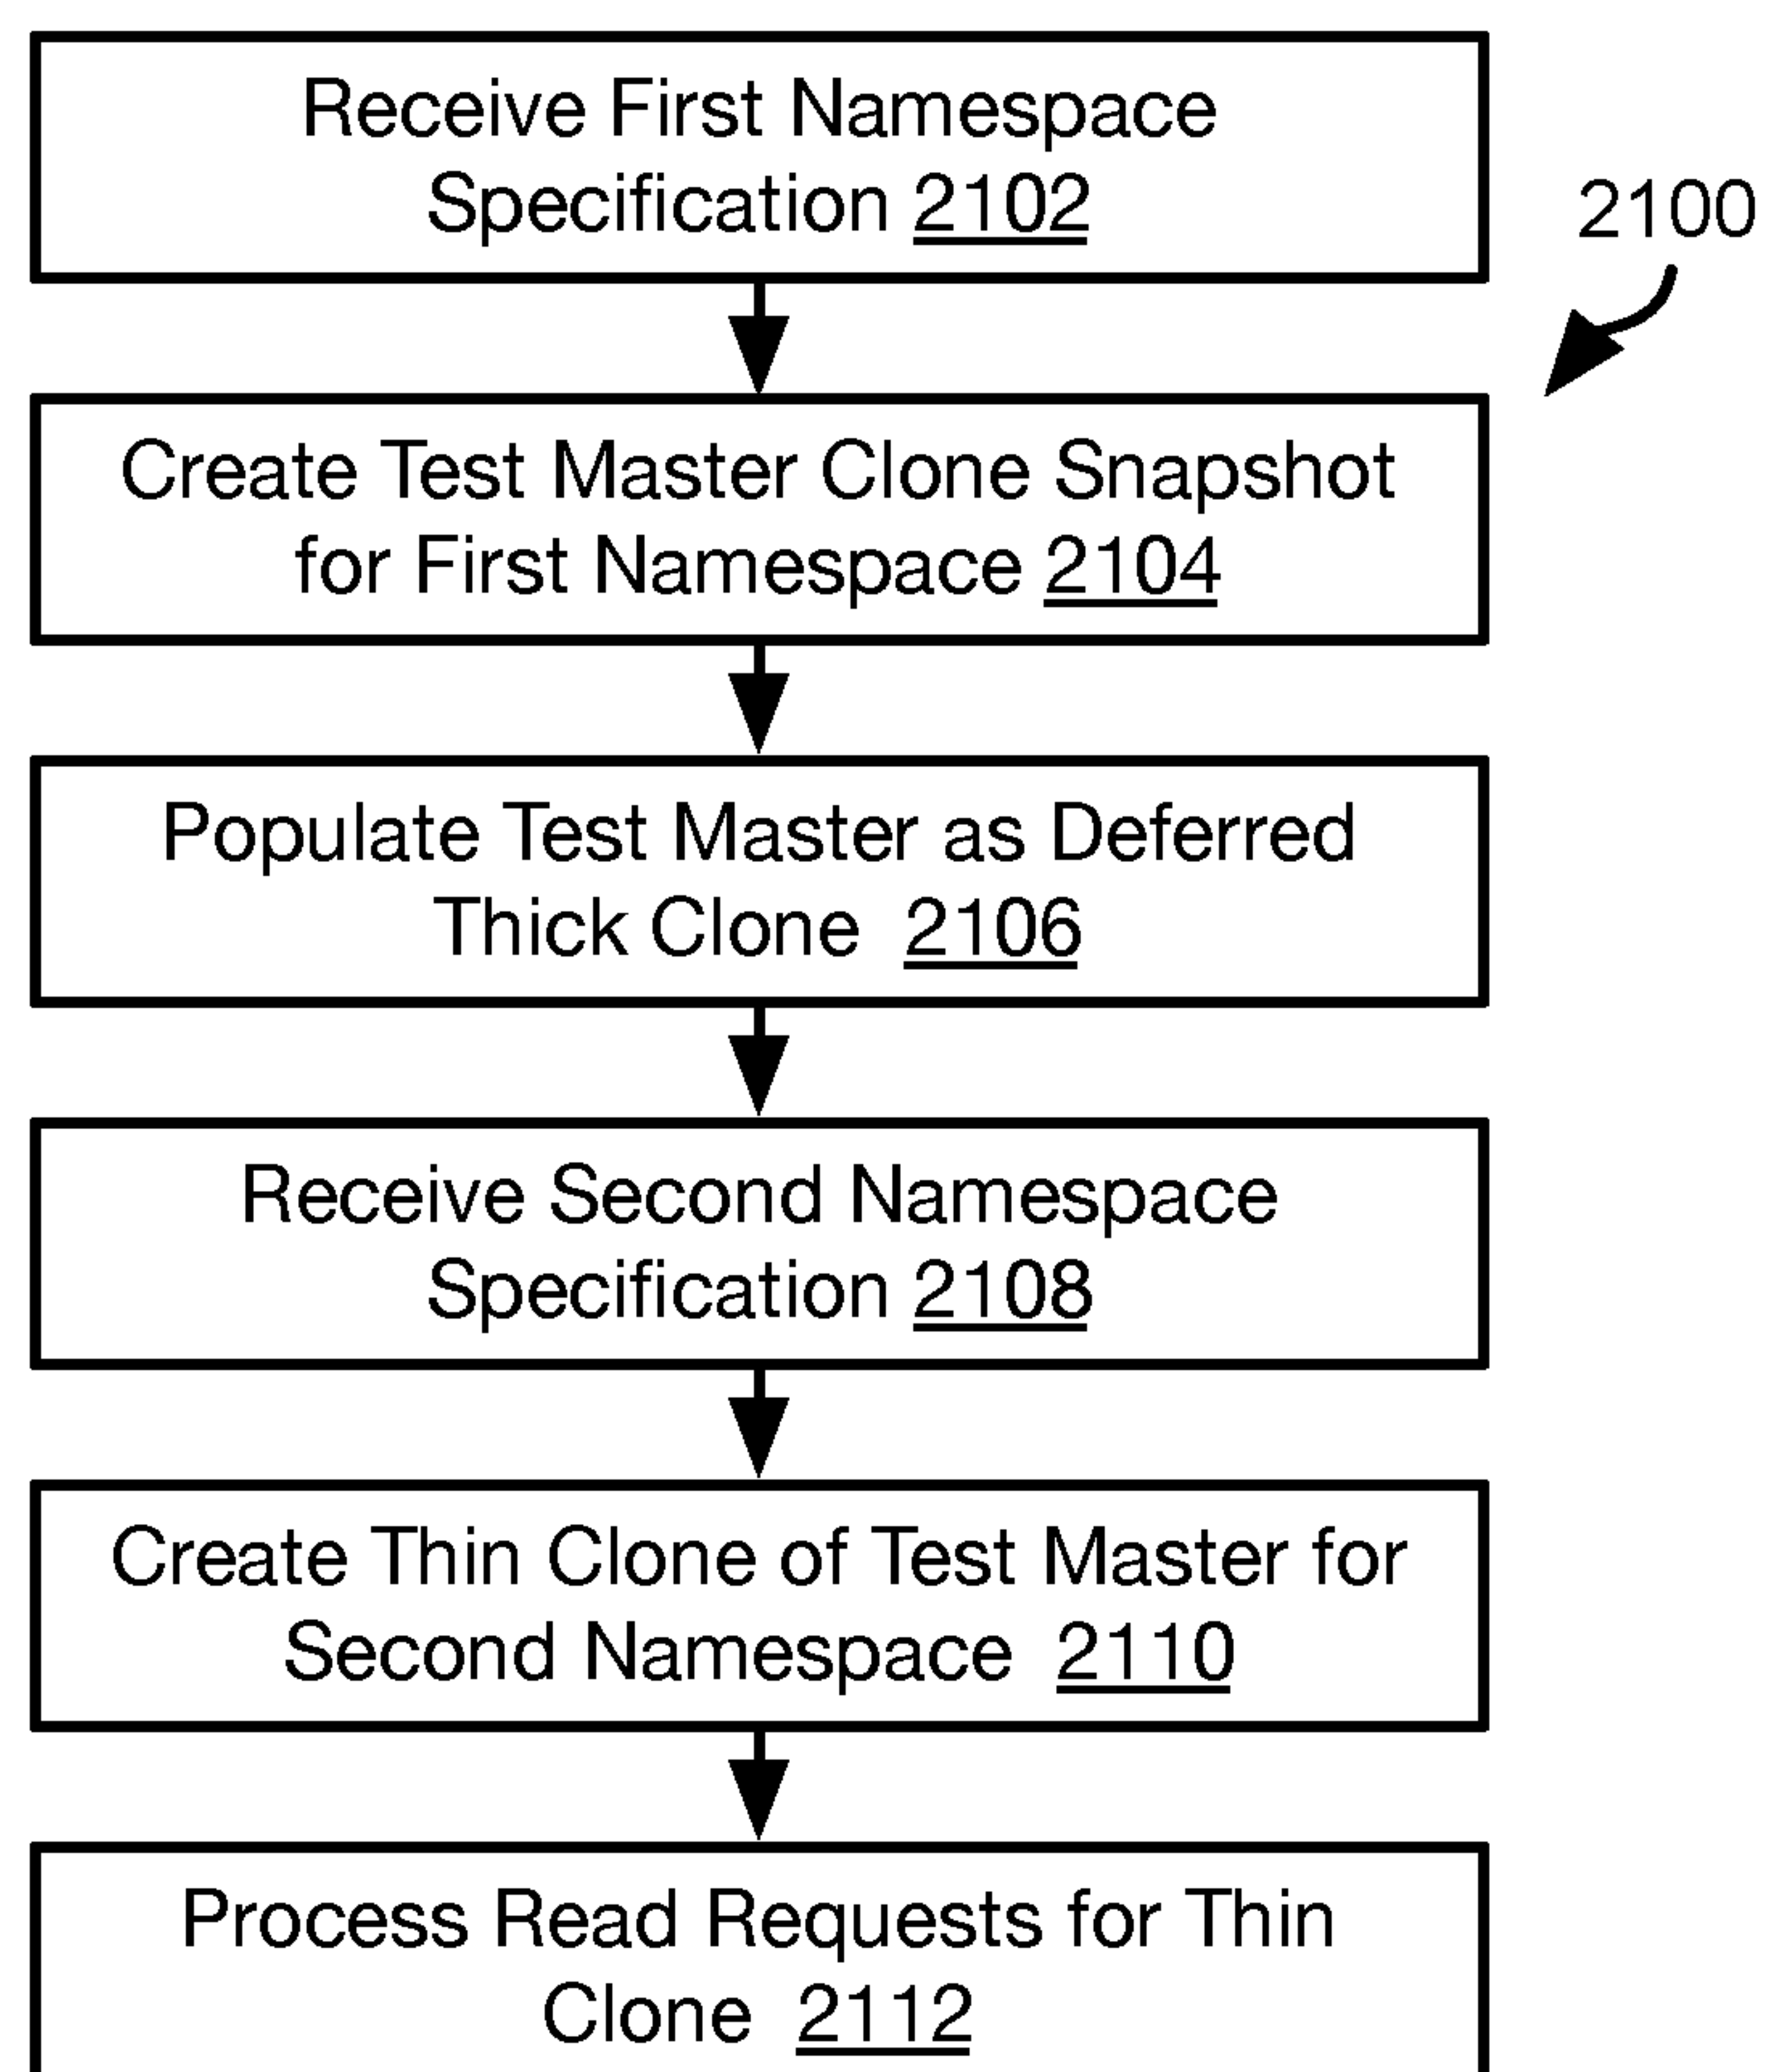 Receive First Namespace
Specification 2102
2100
Create Test Master Clone Snapshot
for First Namespace 2104
Populate Test Master as Deferred
Thick Clone 2106
Receive Second Namespace
Specification 2108
Create Thin Clone of Test Master for
Second Namespace 2110
Process Read Requests for Thin
Clone 2112